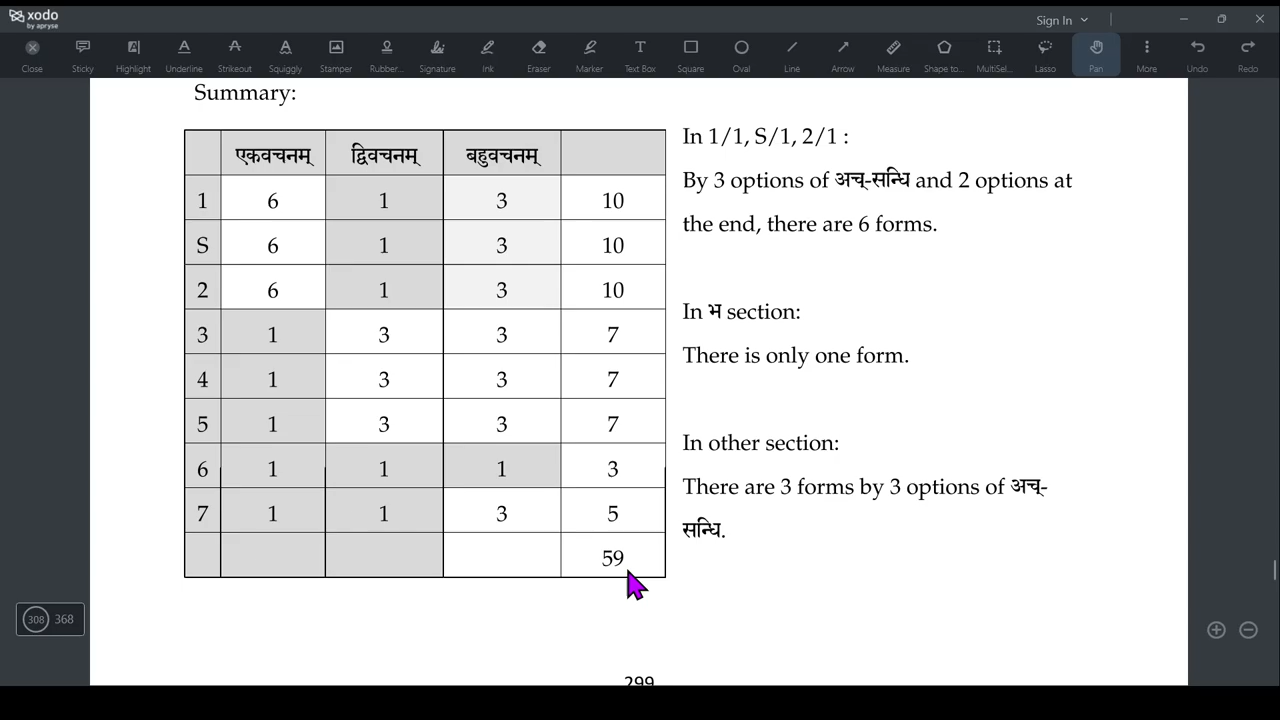 xodo
by apryse
Sign In
Close Sticky Highlight Underline Strikeout Squiggly Stamper Rubber... Signature Ink Eraser Marker Text Box Square Oval Line Arrow Measure Shape to... MultiSel... Lasso Pan More Undo Redo
Summary:
एकवचनम् द्विवचनम् बहुवचनम्
1 6 1 3 10
S 6 1 3 10
2 6 1 3 10
3 1 3 3 7
4 1 3 3 7
5 1 3 3 7
6 1 1 1 3
7 1 1 3 5
59
In 1/1, S/1, 2/1 :
By 3 options of अच्-सन्धि and 2 options at
the end, there are 6 forms.
In भ section:
There is only one form.
In other section:
There are 3 forms by 3 options of अच्-
सन्धि.
308 368
299